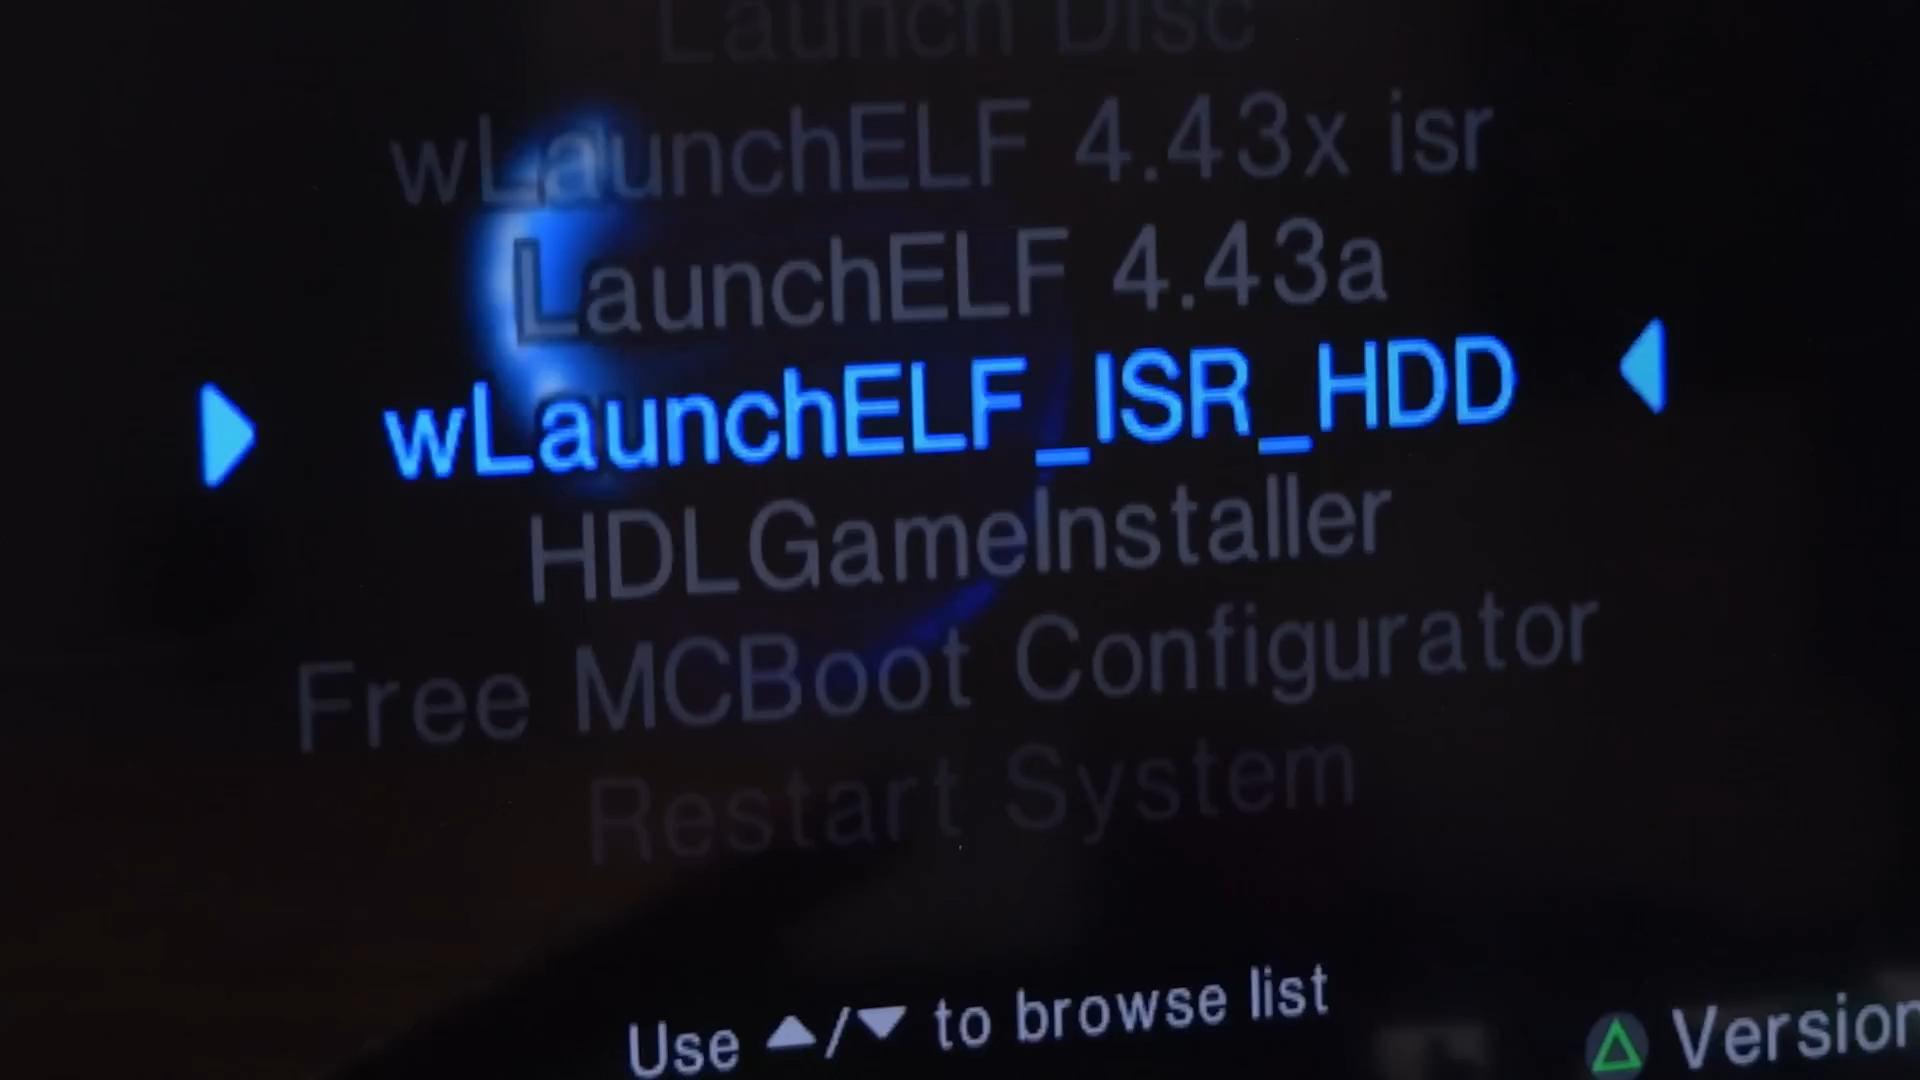 Launch Disc
wLaunchELF 4.43x isr
LaunchELF 4.43a
wLaunchELF_ISR_HDD
HDLGameInstaller
Free MCBoot Configurator
Restart System
Use ▲/▼ to browse list
Version